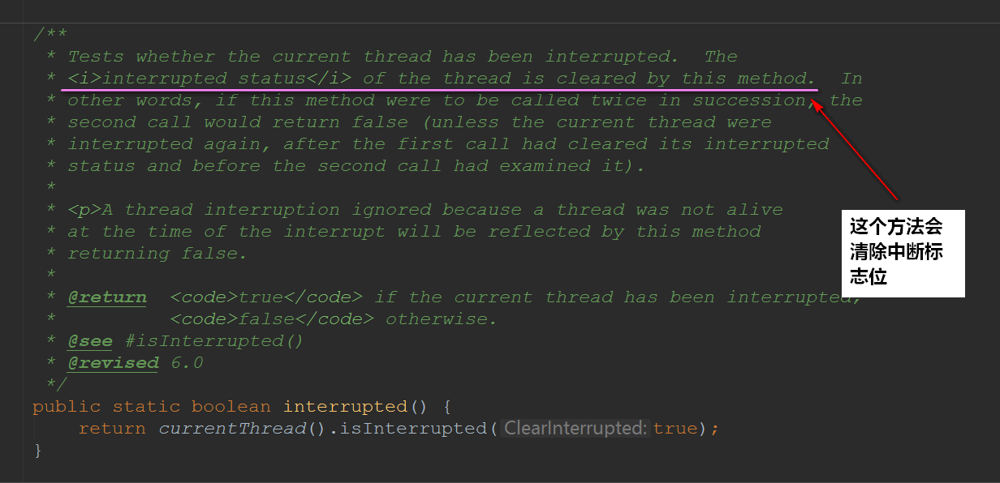 /**
 * Tests whether the current thread has been interrupted.  The
 * <i>interrupted status</i> of the thread is cleared by this method.  In
 * other words, if this method were to be called twice in succession, the
 * second call would return false (unless the current thread were
 * interrupted again, after the first call had cleared its interrupted
 * status and before the second call had examined it).
 *
 * <p>A thread interruption ignored because a thread was not alive
 * at the time of the interrupt will be reflected by this method
 * returning false.
 *
 * @return  <code>true</code> if the current thread has been interrupted;
 *          <code>false</code> otherwise.
 * @see #isInterrupted()
 * @revised 6.0
 */
public static boolean interrupted() {
    return currentThread().isInterrupted( ClearInterrupted: true);
}
这个方法会
清除中断标
志位